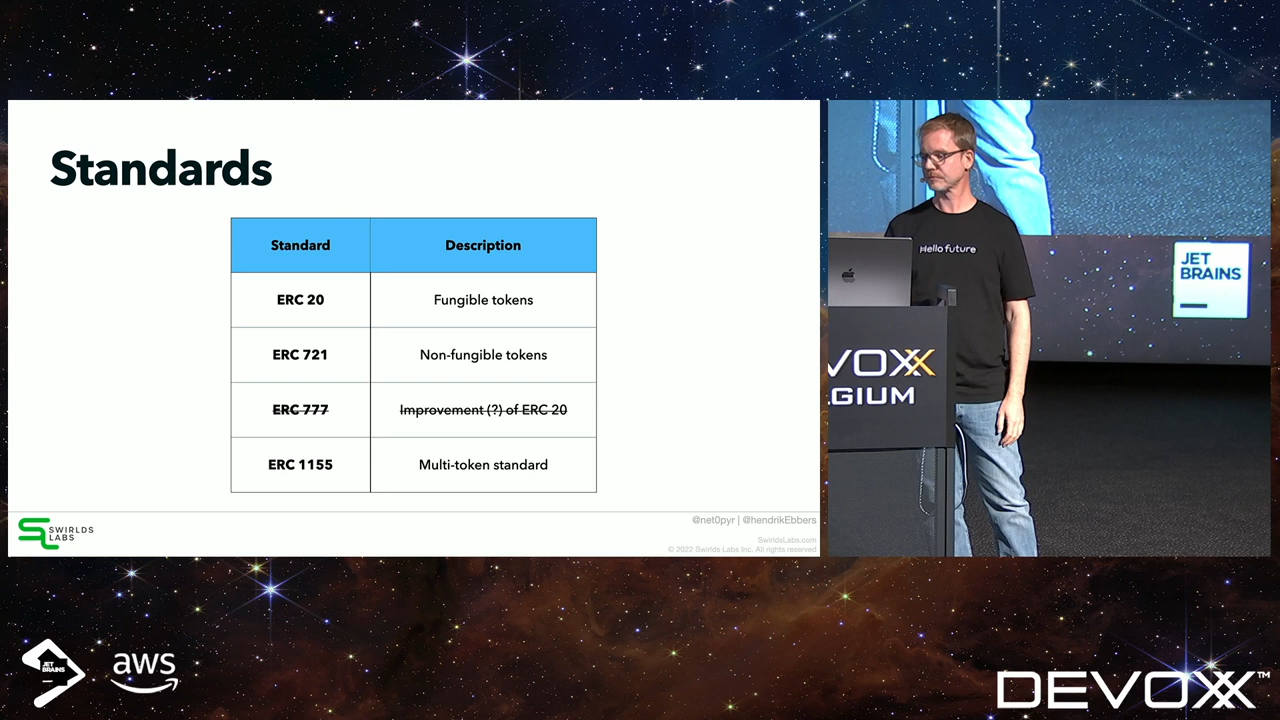 Standards
Standard Description
ERC 20 Fungible tokens
ERC 721 Non-fungible tokens
ERC 777 Improvement (?) of ERC 20
ERC 1155 Multi-token standard
SWIRLDS
LABS
@net0pyr | @hendrikEbbers
SwirldsLabs.com
© 2022 Swirlds Labs Inc. All rights reserved
Hello future
JET
BRAINS
VOXX
LGIUM
JET
BRAINS
aws
DEVOXX™